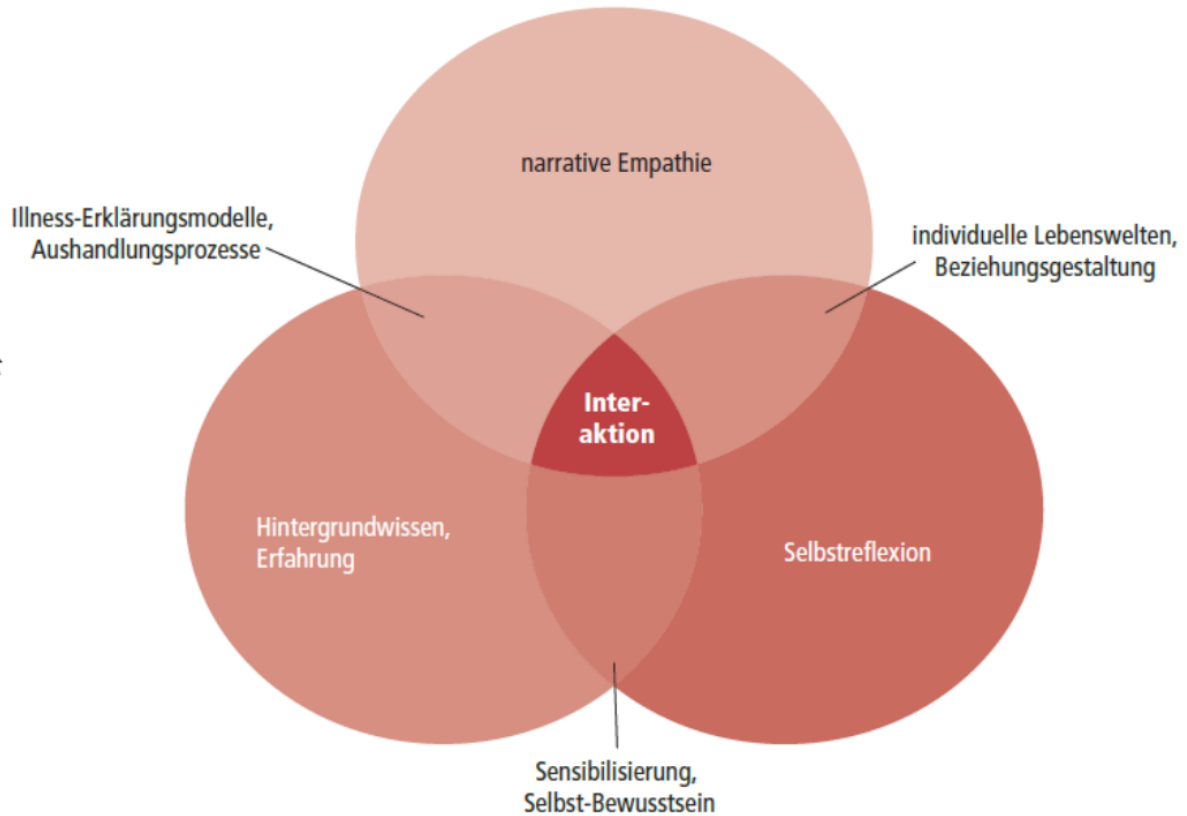 narrative Empathie
Illness-Erklärungsmodelle,
Aushandlungsprozesse
individuelle Lebenswelten,
Beziehungsgestaltung
Inter-
aktion
Hintergrundwissen,
Erfahrung
Selbstreflexion
Sensibilisierung,
Selbst-Bewusstsein